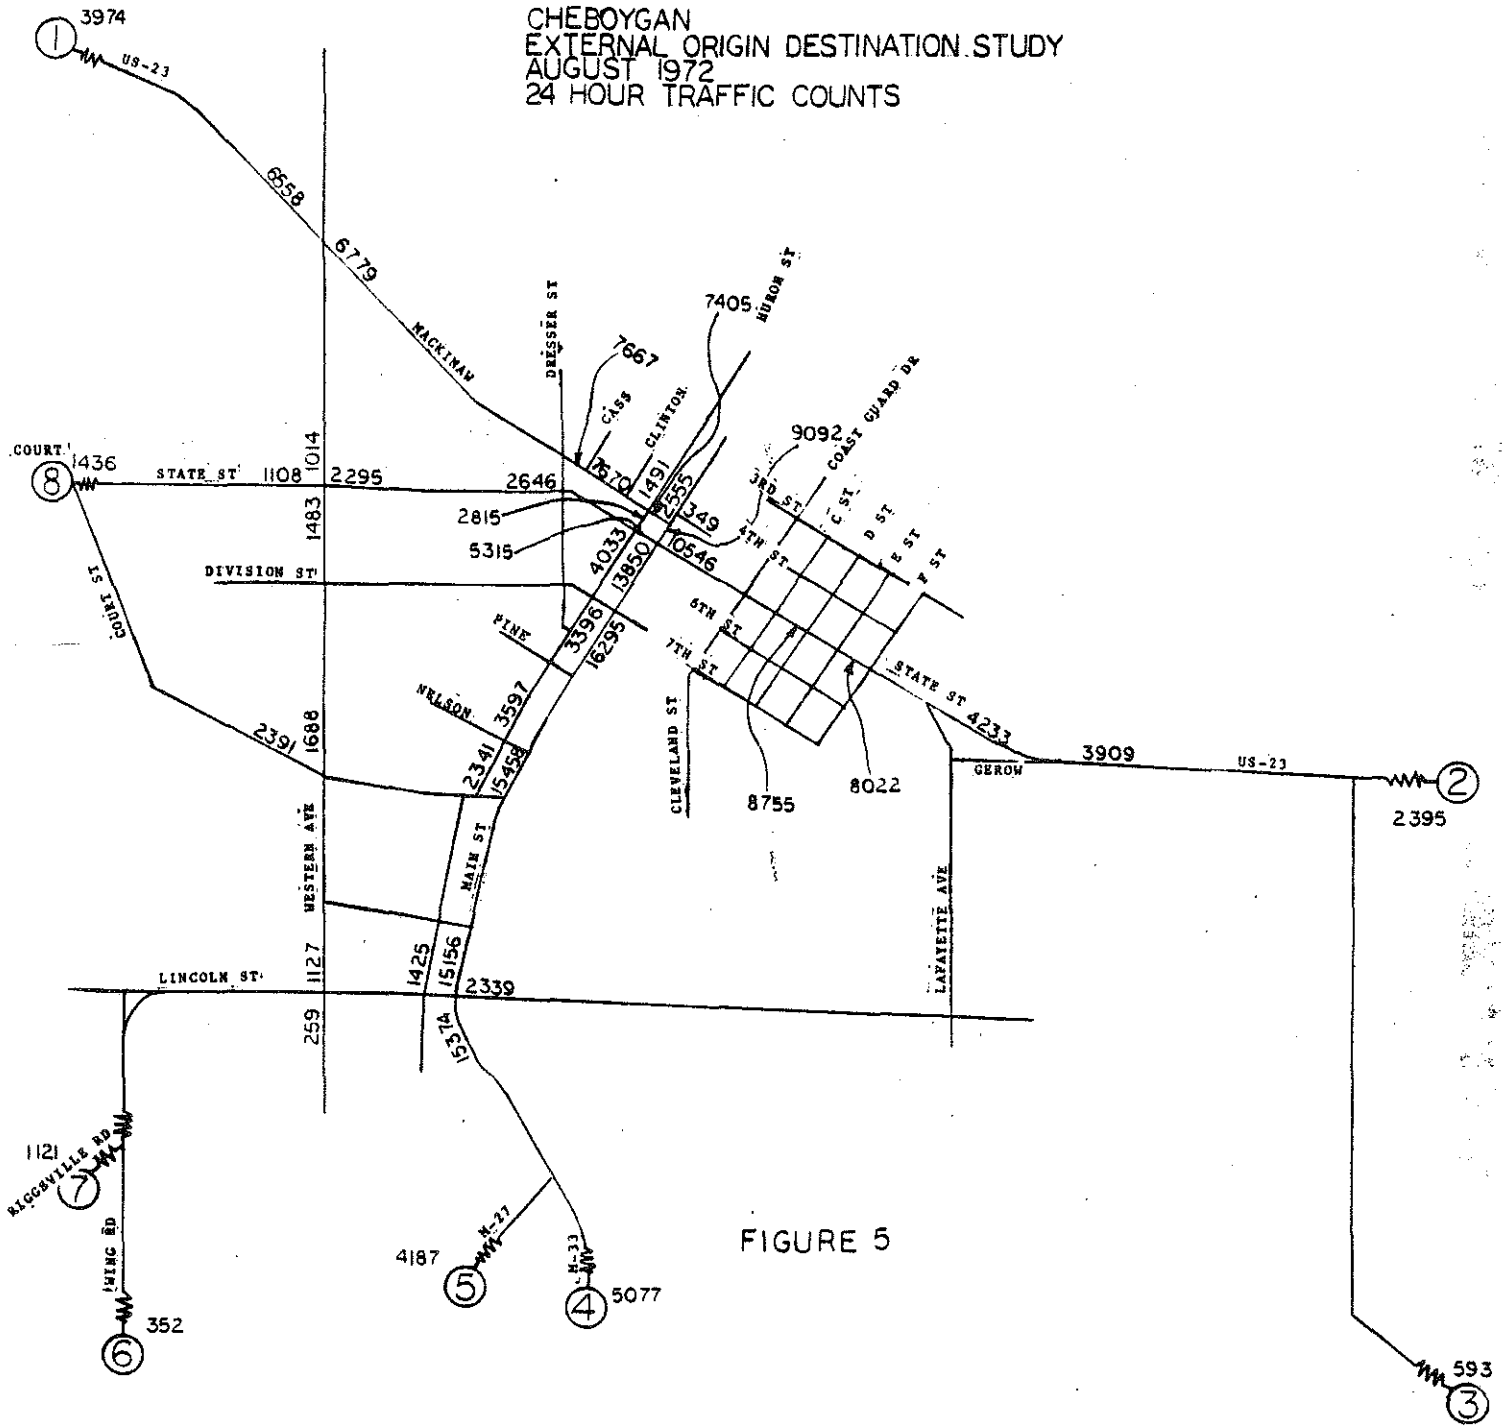 CHEBOYGAN
EXTERNAL ORIGIN DESTINATION STUDY
AUGUST 1972
24 HOUR TRAFFIC COUNTS
1
3974
US-23
6558
6779
MACKINAW
DRESSER ST
7667
CASS
CLINTON
7405
HURON ST
7670
1491
2555
1349
9092
COAST GUARD DR
3RD ST
4TH ST
C ST
D ST
E ST
F ST
COURT
8
1436
STATE ST
1108
1014
2295
1483
2646
2815
5315
4033
13850
10546
DIVISION ST
COURT ST
PINE
3396
16295
6TH ST
7TH ST
STATE ST
4233
NELSON
3597
2391
1688
2341
15458
CLEVELAND ST
8755
8022
GEROW
3909
US-23
2
2395
WESTERN AVE
MAIN ST
LAFAYETTE AVE
1127
1425
15156
LINCOLN ST
2339
259
15374
1121
RIGGSVILLE RD
7
WING RD
352
6
M-27
4187
5
M-33
5077
4
FIGURE 5
593
3